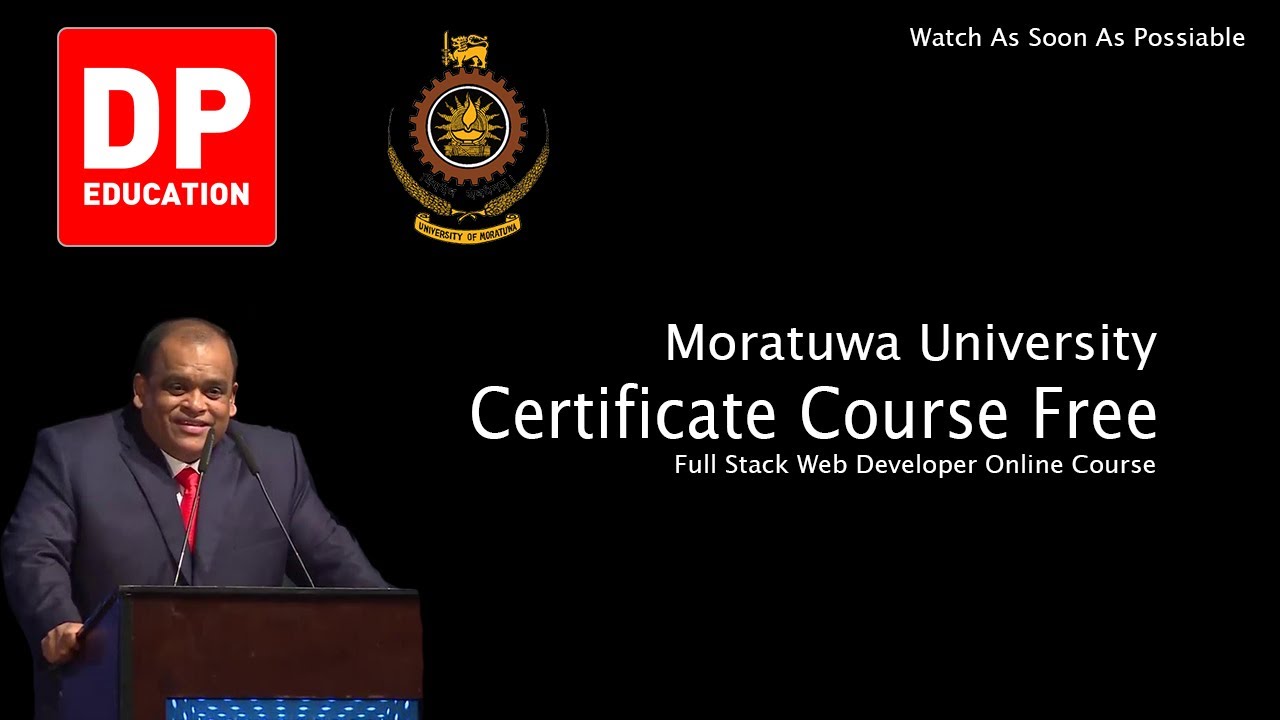 Watch As Soon As Possiable
DP
EDUCATION
UNIVERSITY OF MORATUWA
Moratuwa University
Certificate Course Free
Full Stack Web Developer Online Course